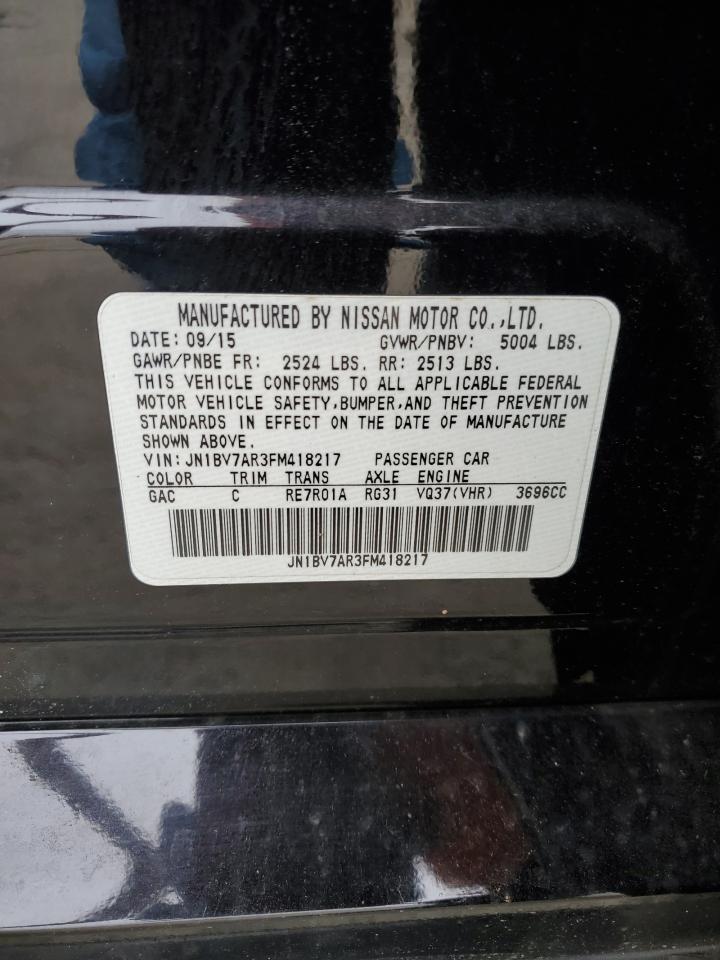 MANUFACTURED BY NISSAN MOTOR CO.,LTD.
DATE: 09/15 GVWR/PNBV: 5004 LBS.
GAWR/PNBE FR: 2524 LBS. RR: 2513 LBS.
THIS VEHICLE CONFORMS TO ALL APPLICABLE FEDERAL
MOTOR VEHICLE SAFETY,BUMPER,AND THEFT PREVENTION
STANDARDS IN EFFECT ON THE DATE OF MANUFACTURE
SHOWN ABOVE.
VIN:JN1BV7AR3FM418217 PASSENGER CAR
COLOR TRIM TRANS AXLE ENGINE
GAC C RE7R01A RG31 VQ37(VHR) 3696CC
JN1BV7AR3FM418217